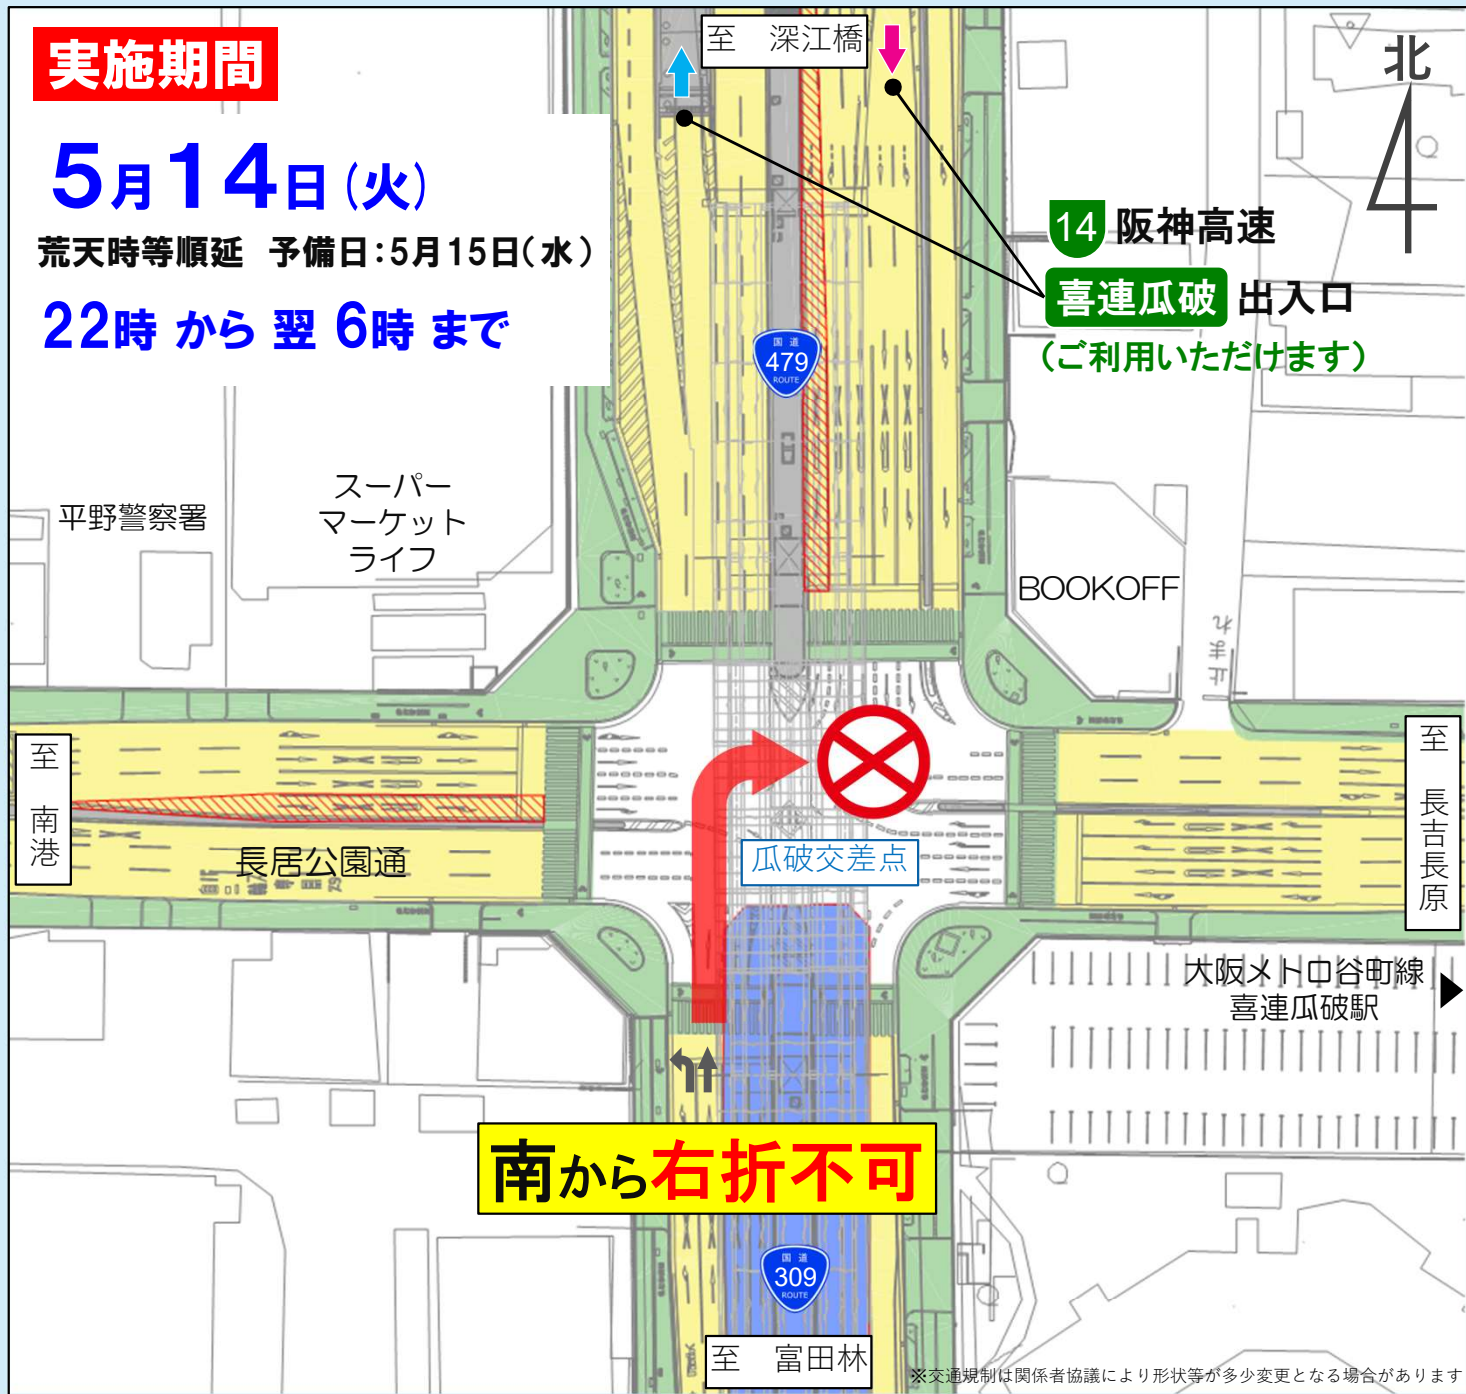 実施期間
5月14日(火)
荒天時等順延 予備日:5月15日(水)
22時 から 翌 6時 まで
至 深江橋
北
14 阪神高速
喜連瓜破 出入口
(ご利用いただけます)
国道
479
ROUTE
平野警察署
スーパー
マーケット
ライフ
BOOKOFF
止まれ
至 南港
長居公園通
瓜破交差点
至 長吉長原
大阪メトロ谷町線
喜連瓜破駅
南から右折不可
国道
309
ROUTE
至 富田林
※交通規制は関係者協議により形状等が多少変更となる場合があります